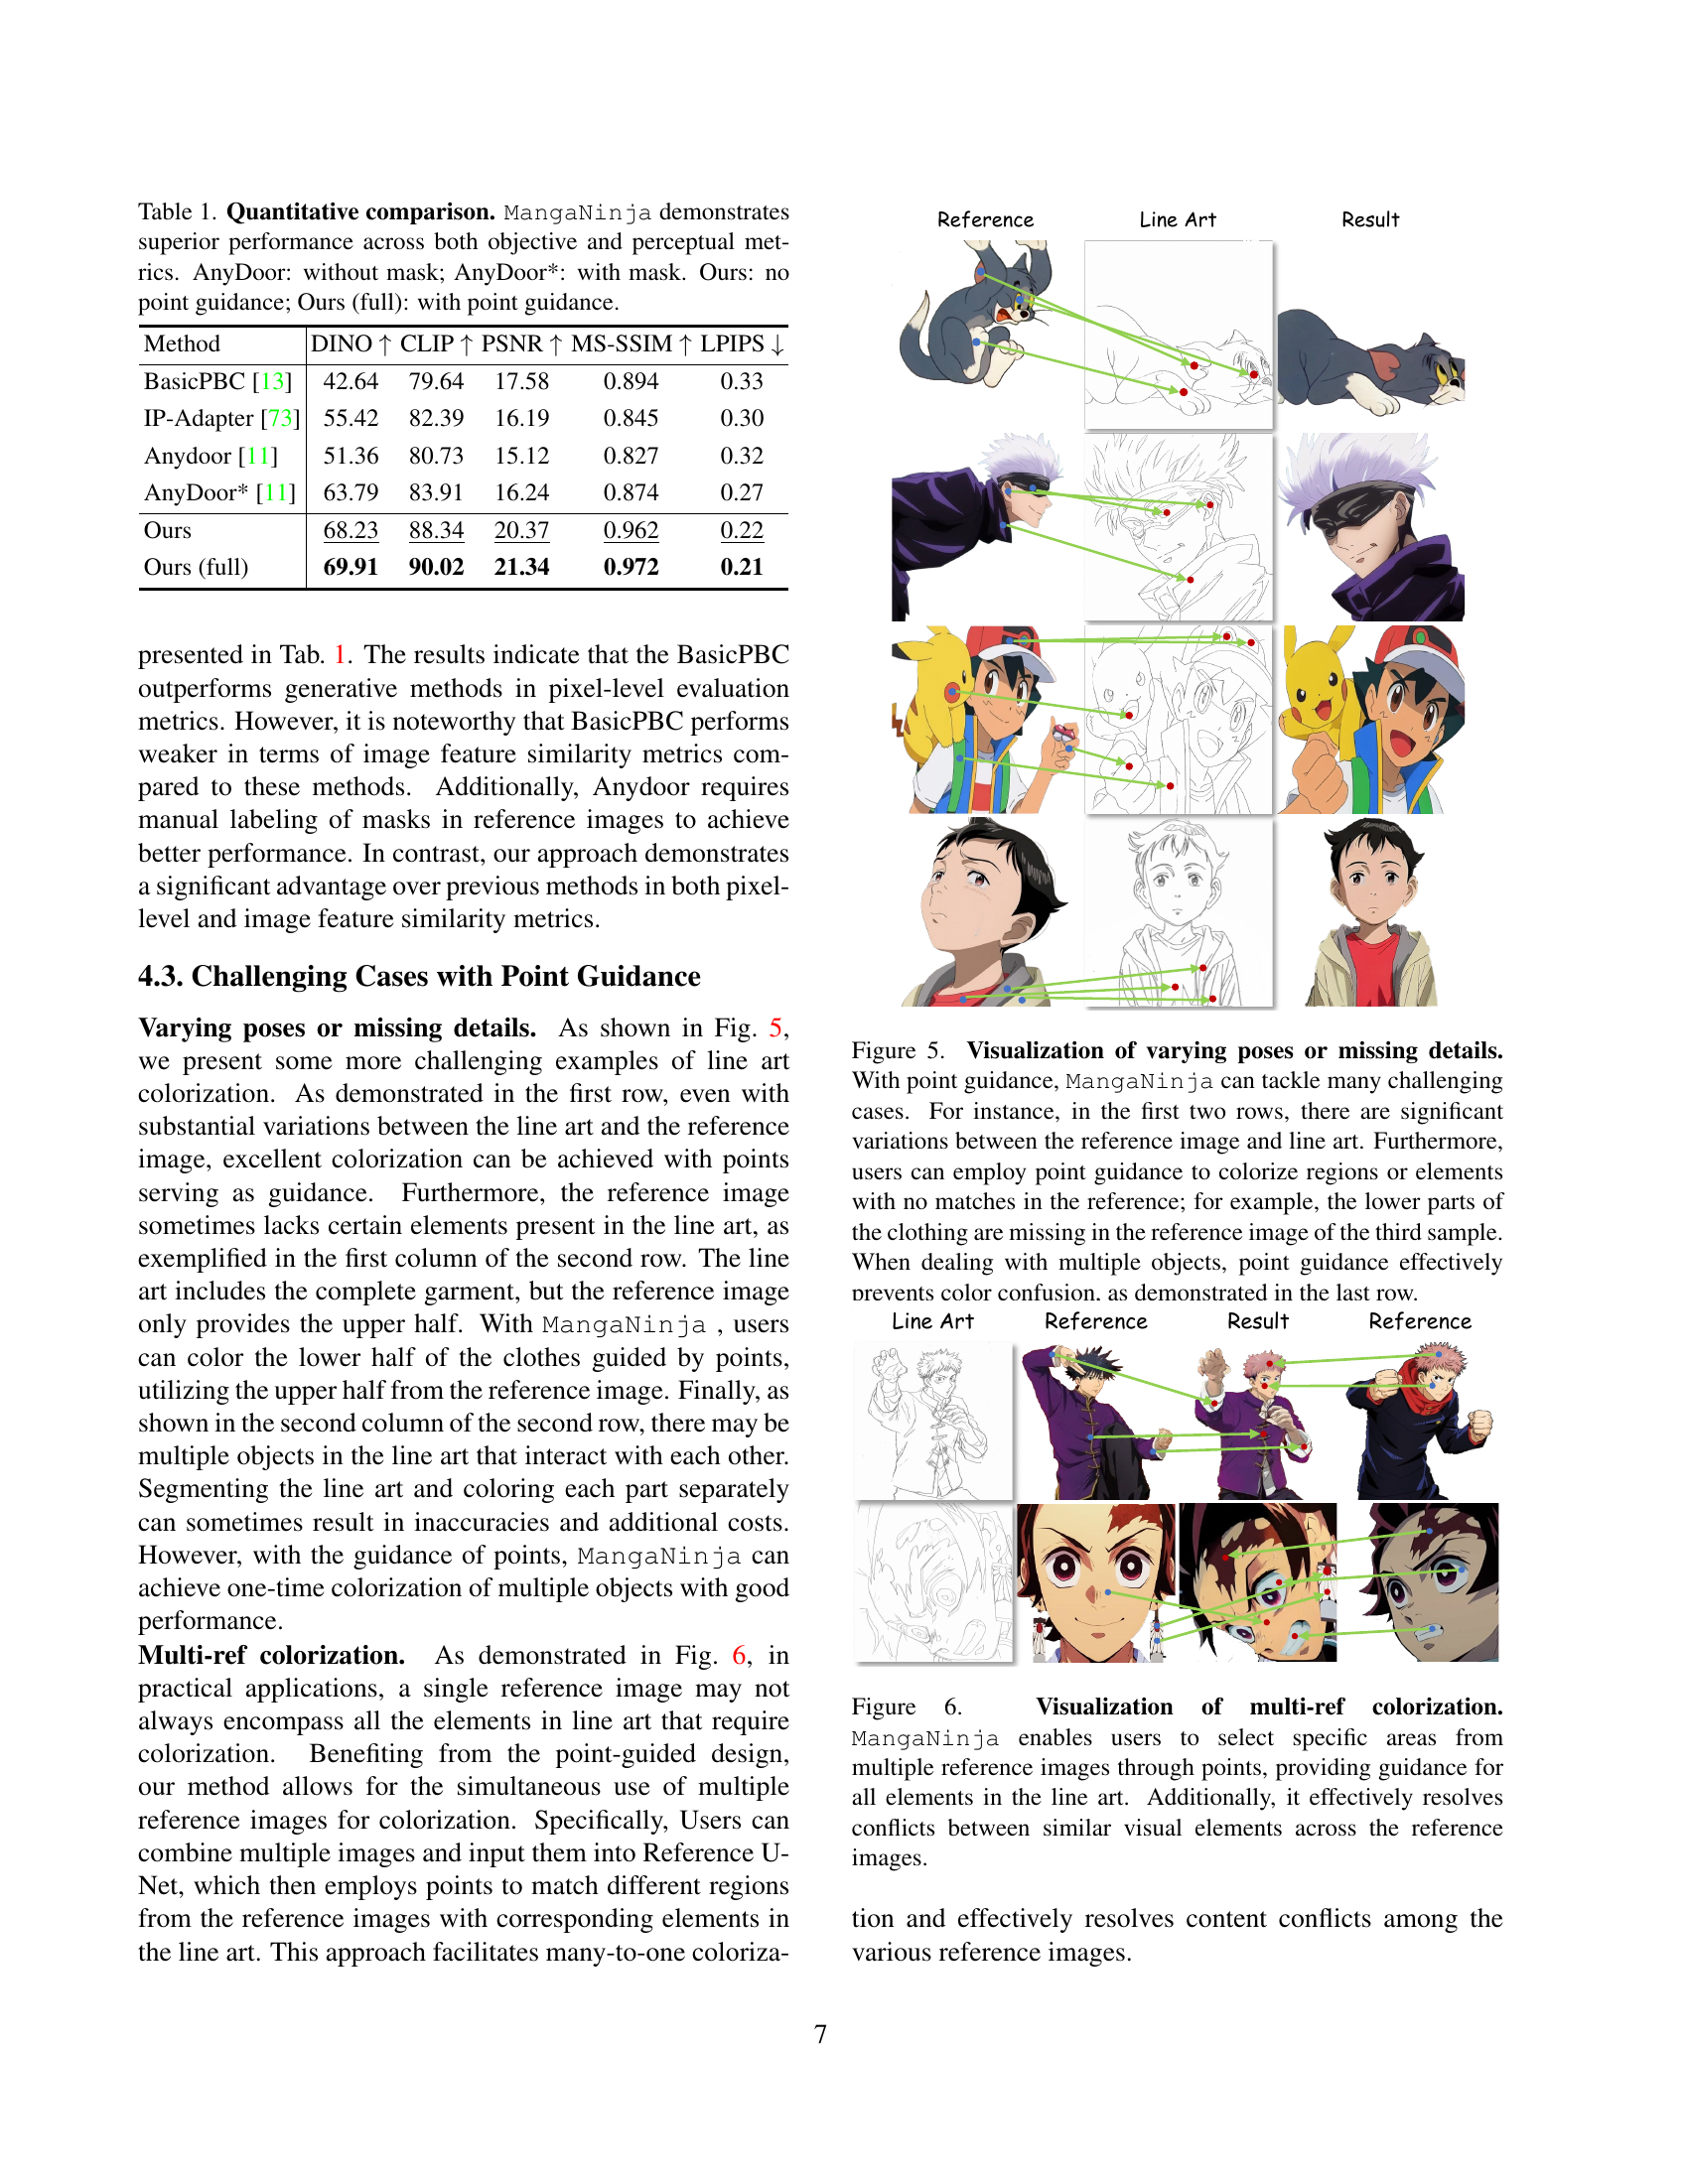 Table 1. Quantitative comparison. MangaNinja demonstrates
superior performance across both objective and perceptual met-
rics. AnyDoor: without mask; AnyDoor*: with mask. Ours: no
point guidance; Ours (full): with point guidance.
Method DINO ↑ CLIP ↑ PSNR ↑ MS-SSIM ↑ LPIPS ↓
BasicPBC [13] 42.64 79.64 17.58 0.894 0.33
IP-Adapter [73] 55.42 82.39 16.19 0.845 0.30
Anydoor [11] 51.36 80.73 15.12 0.827 0.32
AnyDoor* [11] 63.79 83.91 16.24 0.874 0.27
Ours 68.23 88.34 20.37 0.962 0.22
Ours (full) 69.91 90.02 21.34 0.972 0.21
presented in Tab. 1. The results indicate that the BasicPBC
outperforms generative methods in pixel-level evaluation
metrics. However, it is noteworthy that BasicPBC performs
weaker in terms of image feature similarity metrics com-
pared to these methods. Additionally, Anydoor requires
manual labeling of masks in reference images to achieve
better performance. In contrast, our approach demonstrates
a significant advantage over previous methods in both pixel-
level and image feature similarity metrics.
4.3. Challenging Cases with Point Guidance
Varying poses or missing details. As shown in Fig. 5,
we present some more challenging examples of line art
colorization. As demonstrated in the first row, even with
substantial variations between the line art and the reference
image, excellent colorization can be achieved with points
serving as guidance. Furthermore, the reference image
sometimes lacks certain elements present in the line art, as
exemplified in the first column of the second row. The line
art includes the complete garment, but the reference image
only provides the upper half. With MangaNinja , users
can color the lower half of the clothes guided by points,
utilizing the upper half from the reference image. Finally, as
shown in the second column of the second row, there may be
multiple objects in the line art that interact with each other.
Segmenting the line art and coloring each part separately
can sometimes result in inaccuracies and additional costs.
However, with the guidance of points, MangaNinja can
achieve one-time colorization of multiple objects with good
performance.
Multi-ref colorization. As demonstrated in Fig. 6, in
practical applications, a single reference image may not
always encompass all the elements in line art that require
colorization. Benefiting from the point-guided design,
our method allows for the simultaneous use of multiple
reference images for colorization. Specifically, Users can
combine multiple images and input them into Reference U-
Net, which then employs points to match different regions
from the reference images with corresponding elements in
the line art. This approach facilitates many-to-one coloriza-
Reference Line Art Result
Figure 5. Visualization of varying poses or missing details.
With point guidance, MangaNinja can tackle many challenging
cases. For instance, in the first two rows, there are significant
variations between the reference image and line art. Furthermore,
users can employ point guidance to colorize regions or elements
with no matches in the reference; for example, the lower parts of
the clothing are missing in the reference image of the third sample.
When dealing with multiple objects, point guidance effectively
prevents color confusion, as demonstrated in the last row.
Line Art Reference Result Reference
Figure 6. Visualization of multi-ref colorization.
MangaNinja enables users to select specific areas from
multiple reference images through points, providing guidance for
all elements in the line art. Additionally, it effectively resolves
conflicts between similar visual elements across the reference
images.
tion and effectively resolves content conflicts among the
various reference images.
7